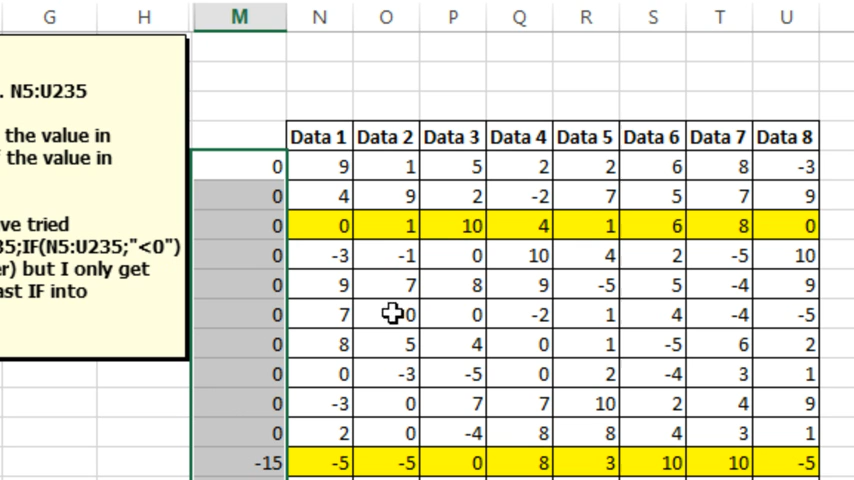 G H M N O P Q R S T U
. N5:U235
the value in
the value in
ve tried
35;IF(N5:U235;"<0")
er) but I only get
ast IF into
Data 1 Data 2 Data 3 Data 4 Data 5 Data 6 Data 7 Data 8
0 9 1 5 2 2 6 8 -3
0 4 9 2 -2 7 5 7 9
0 0 1 10 4 1 6 8 0
0 -3 -1 0 10 4 2 -5 10
0 9 7 8 9 -5 5 -4 9
0 7 0 0 -2 1 4 -4 -5
0 8 5 4 0 1 -5 6 2
0 0 -3 -5 0 2 -4 3 1
0 -3 0 7 7 10 2 4 9
0 2 0 -4 8 8 4 3 1
-15 -5 -5 0 8 3 10 10 -5